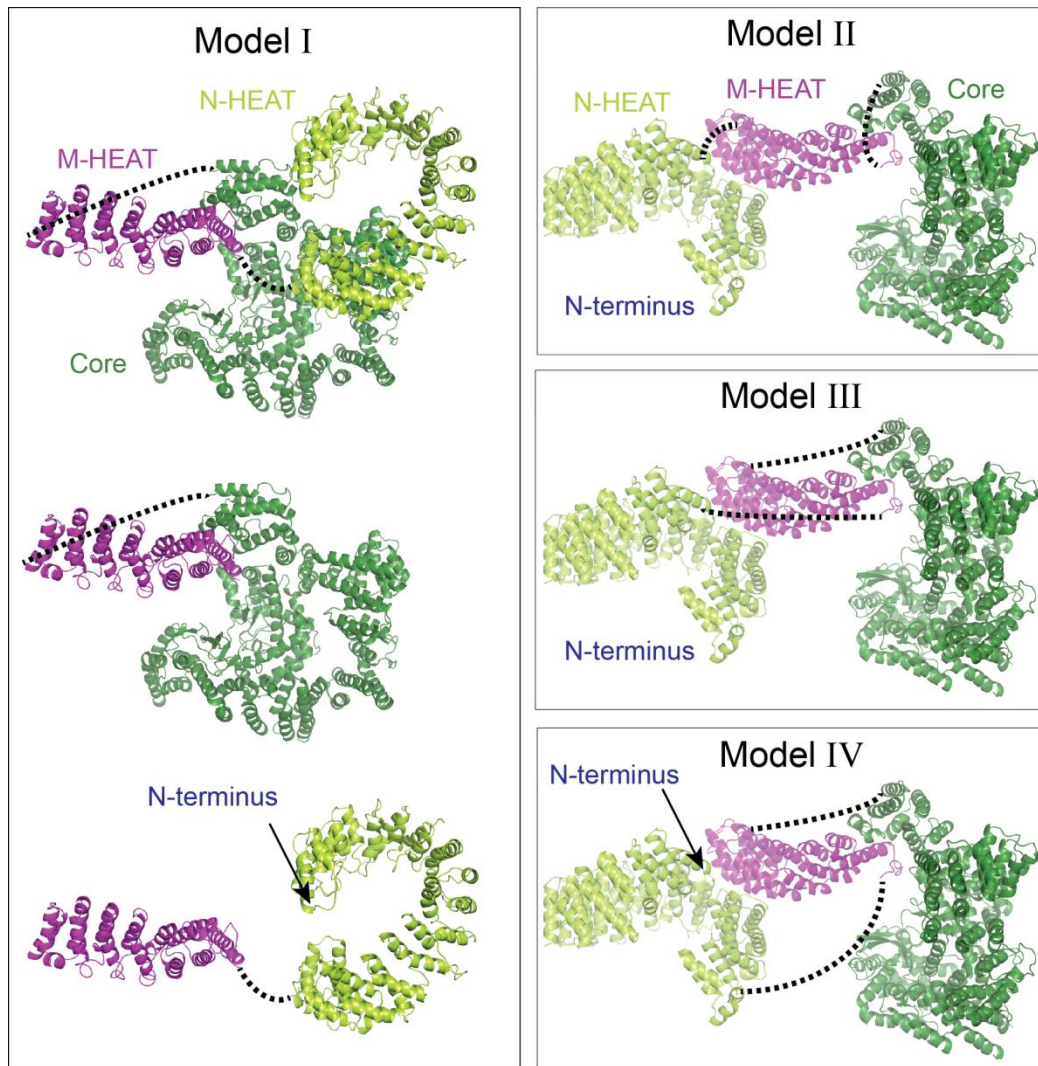 Model I
N-HEAT
M-HEAT
Core
N-terminus
Model II
N-HEAT
M-HEAT
Core
N-terminus
Model III
N-terminus
Model IV
N-terminus